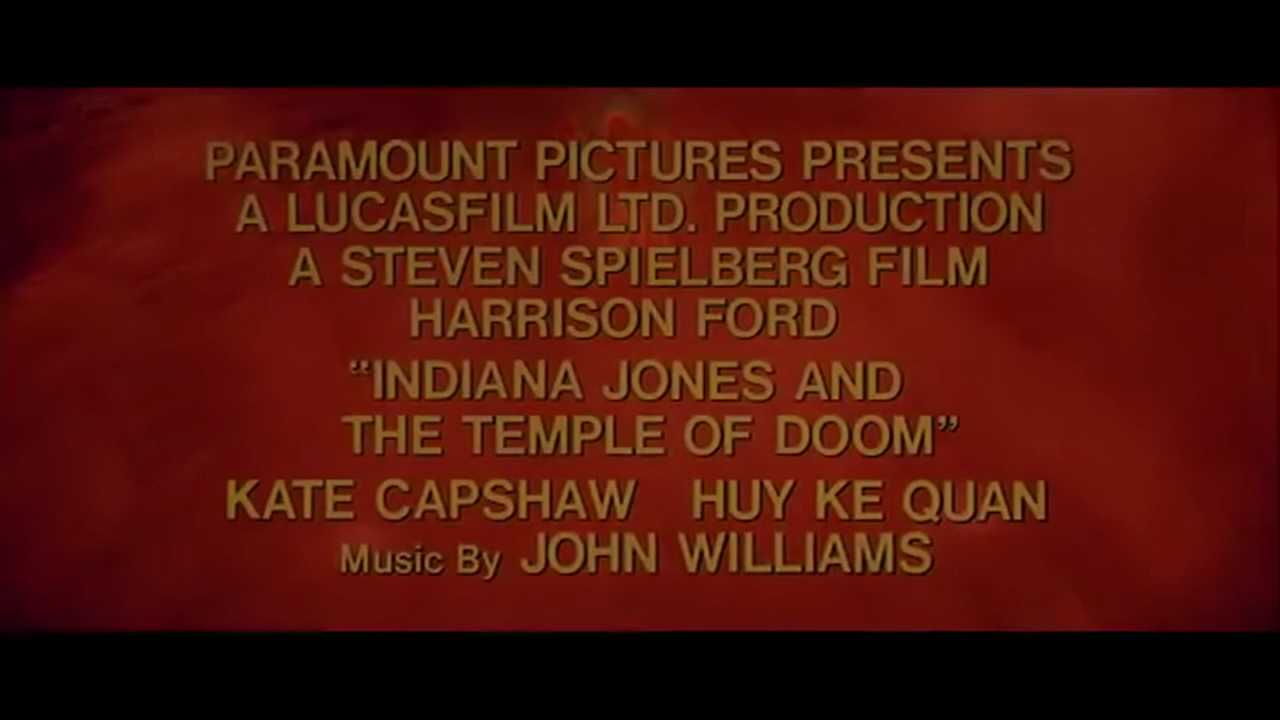 PARAMOUNT PICTURES PRESENTS
A LUCASFILM LTD. PRODUCTION
A STEVEN SPIELBERG FILM
HARRISON FORD
“INDIANA JONES AND
THE TEMPLE OF DOOM”
KATE CAPSHAW HUY KE QUAN
Music By JOHN WILLIAMS